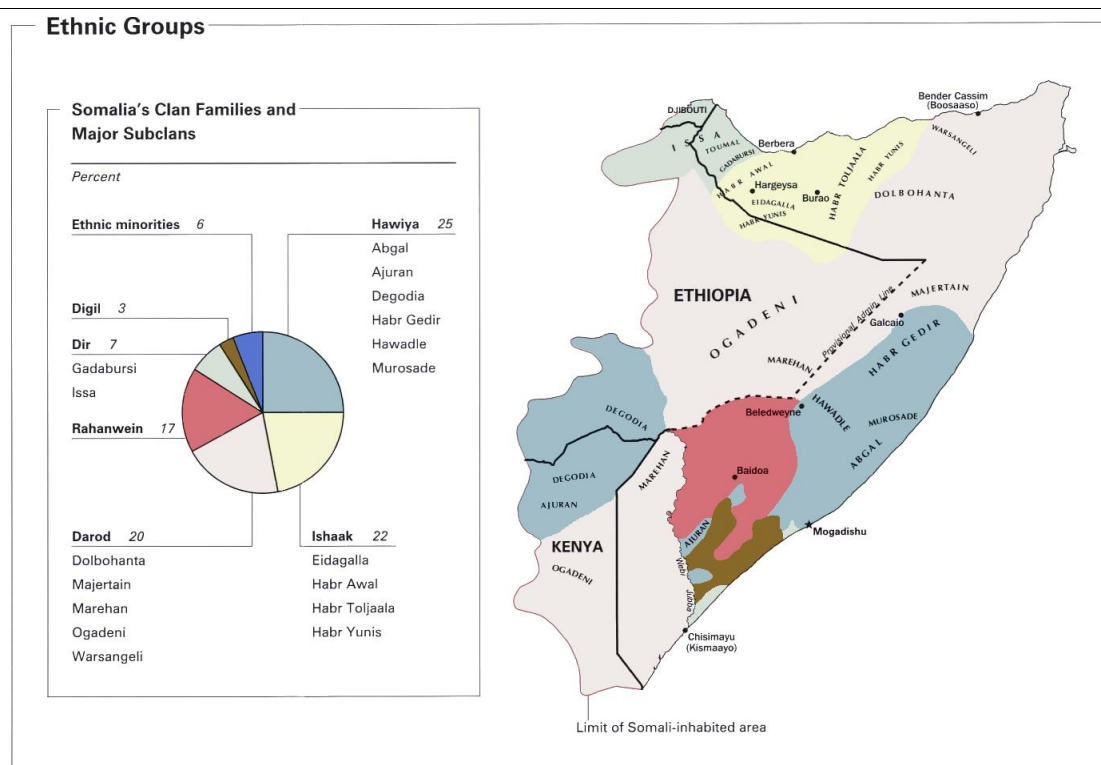 Ethnic Groups
Somalia's Clan Families and
Major Subclans
Percent
Ethnic minorities 6
Hawiya 25
Abgal
Ajuran
Degodia
Habr Gedir
Hawadle
Murosade
Digil 3
Dir 7
Gadabursi
Issa
Rahanwein 17
Darod 20
Dolbohanta
Majertain
Marehan
Ogadeni
Warsangeli
Ishaak 22
Eidagalla
Habr Awal
Habr Toljaala
Habr Yunis
DJIBOUTI
ISSA
TOUMAL
GADABURSI
Berbera
Bender Cassim
(Boosaaso)
WARSANGELI
HABR AWAL
Hargeysa
EIDAGALLA
HABR YUNIS
Burao
HABR TOLJAALA
HABR YUNIS
DOLBOHANTA
ETHIOPIA
OGADENI
Provisional Admin. Line
MAJERTAIN
Galcaio
HABR GEDIR
MAREHAN
Beledweyne
HAWADLE
MUROSADE
ABGAL
DEGODIA
DEGODIA
AJURAN
MAREHAN
Baidoa
AJURAN
Mogadishu
KENYA
OGADENI
Webi Jubba
Chisimayu
(Kismaayo)
Limit of Somali-inhabited area